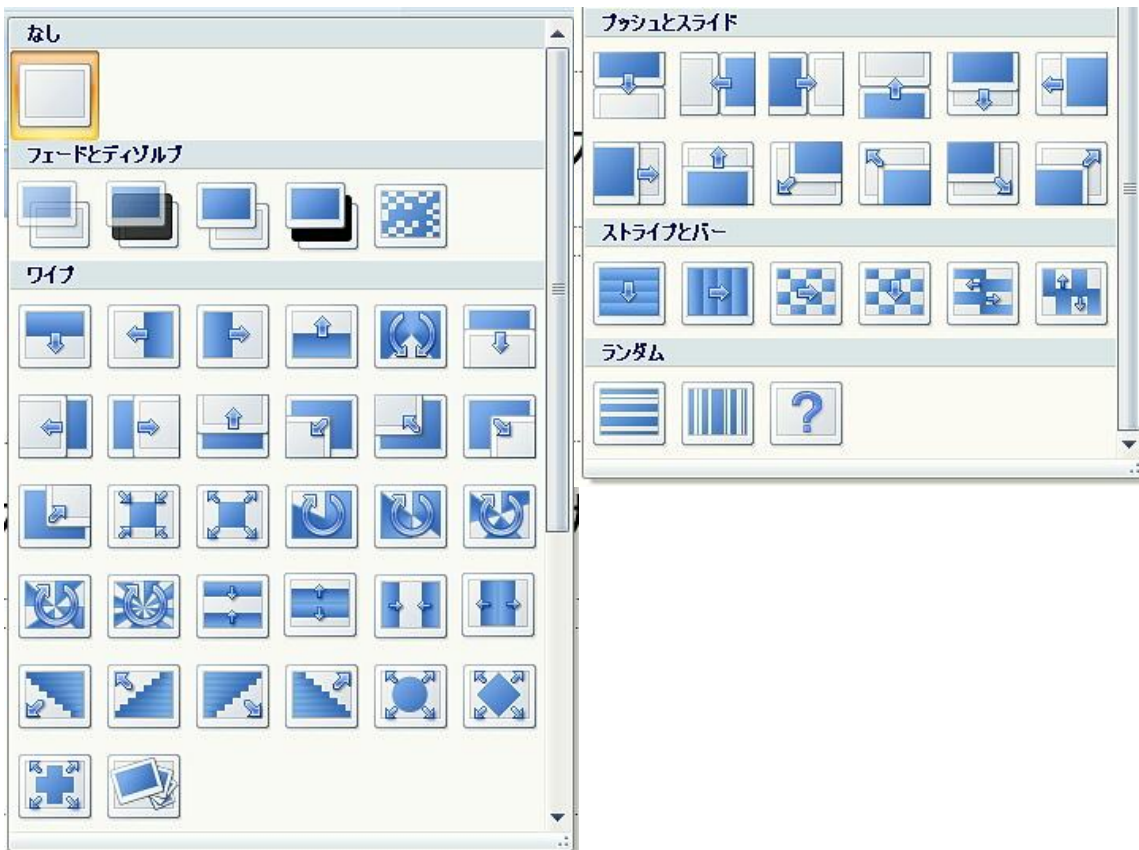 なし
フェードとディゾルブ
ワイプ
プッシュとスライド
ストライプとバー
ランダム
?